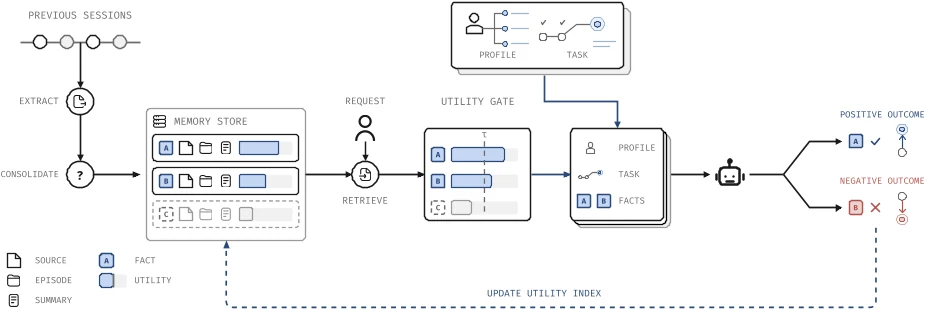 PREVIOUS SESSIONS
EXTRACT
CONSOLIDATE
?
MEMORY STORE
A
B
C
REQUEST
RETRIEVE
UTILITY GATE
τ
A
B
C
PROFILE
TASK
PROFILE
TASK
A B FACTS
POSITIVE OUTCOME
A
NEGATIVE OUTCOME
B
SOURCE
A FACT
EPISODE
UTILITY
SUMMARY
UPDATE UTILITY INDEX